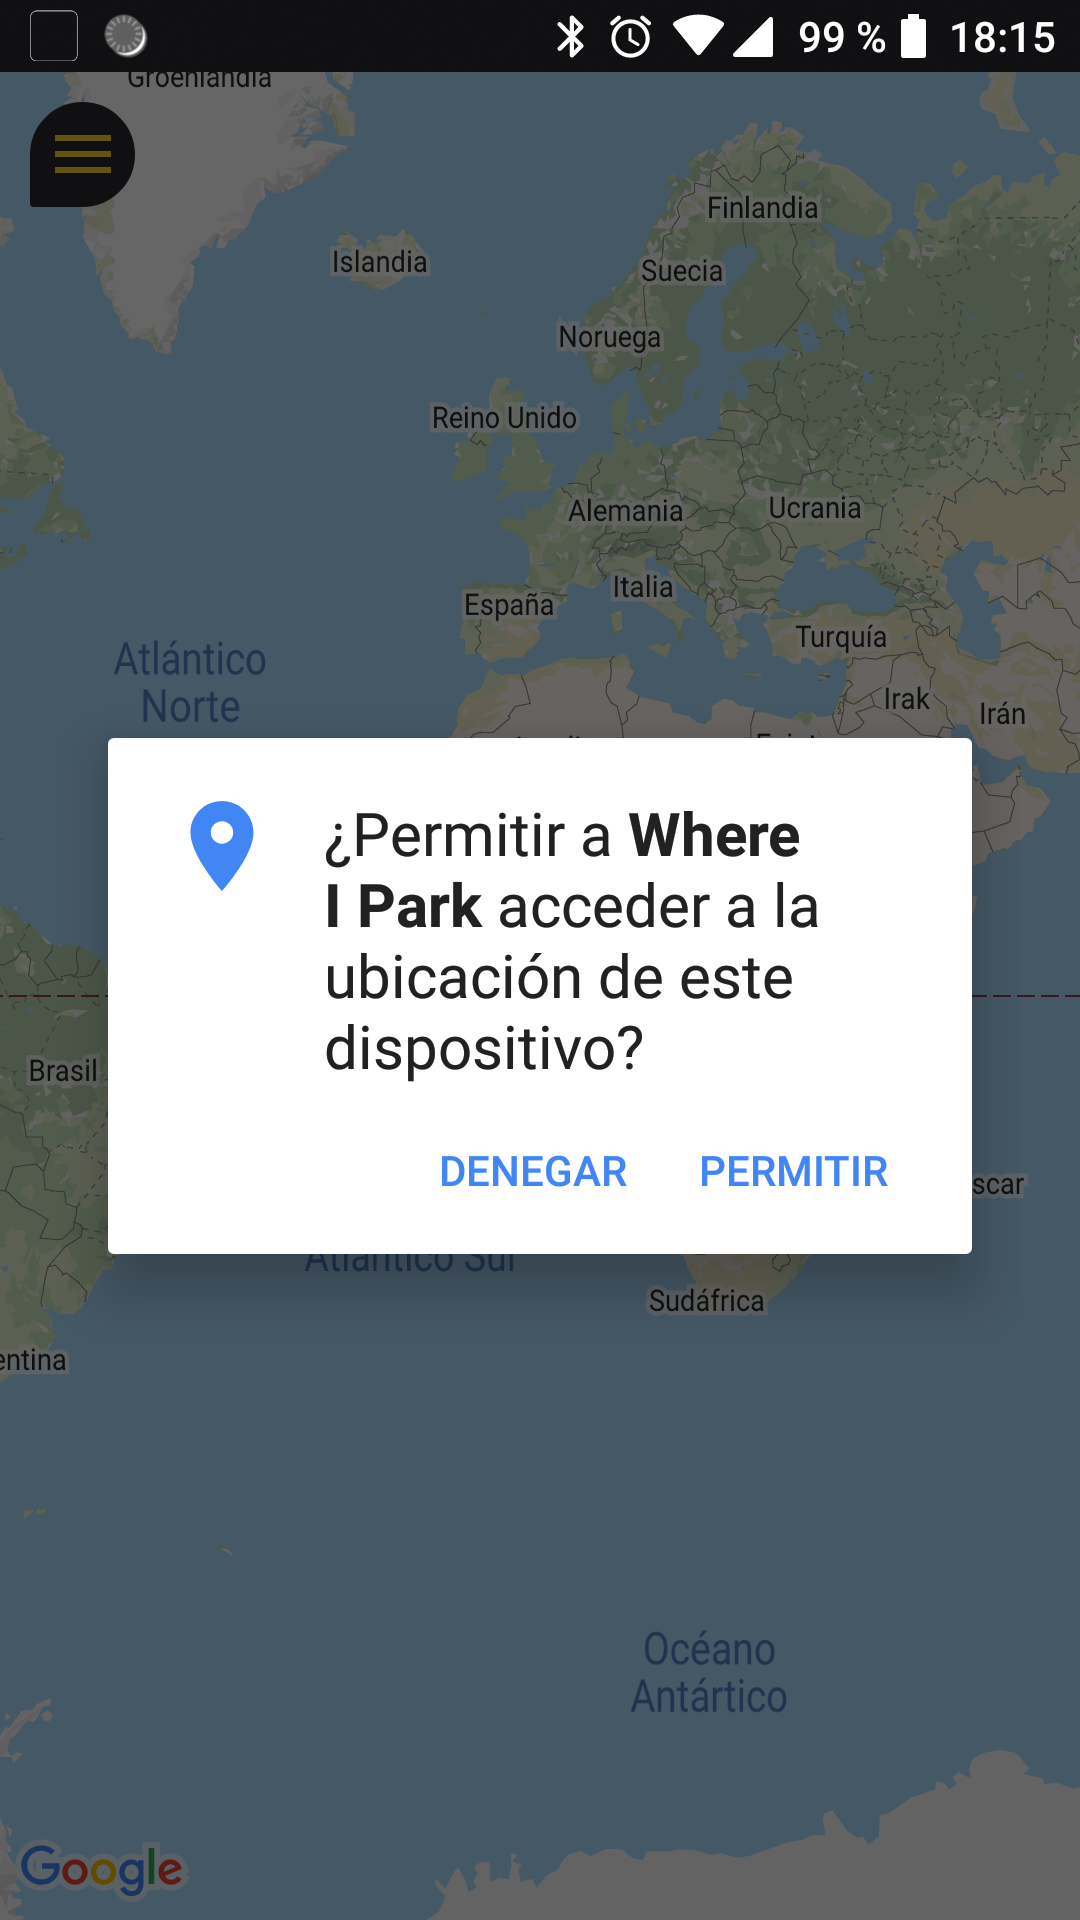 99 % 18:15
Groenlandia
Finlandia
Islandia
Suecia
Noruega
Reino Unido
Alemania
Ucrania
Italia
España
Turquía
Atlántico
Norte
Irak
Irán
¿Permitir a Where
I Park acceder a la
ubicación de este
dispositivo?
Brasil
DENEGAR PERMITIR
scar
Atlántico Sur
Sudáfrica
entina
Océano
Antártico
Google